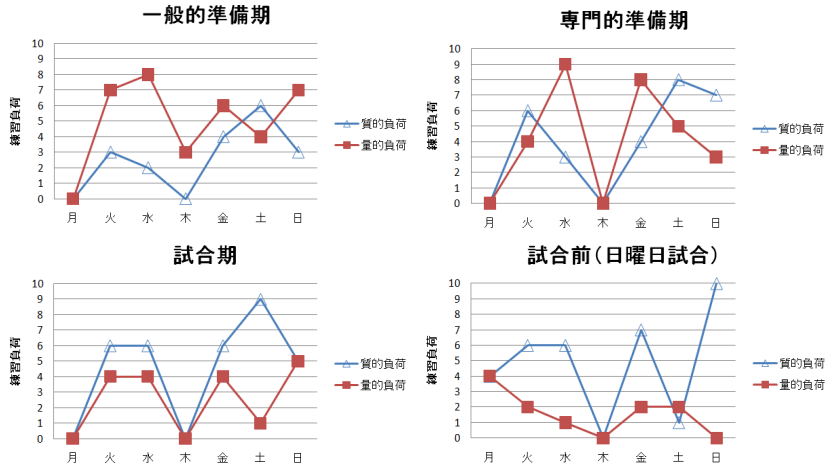 一般的準備期
10
9
8
7
6
5
4
3
2
1
0
練習負荷
月 火 水 木 金 土 日
質的負荷
量的負荷
専門的準備期
10
9
8
7
6
5
4
3
2
1
0
練習負荷
月 火 水 木 金 土 日
質的負荷
量的負荷
試合期
10
9
8
7
6
5
4
3
2
1
0
練習負荷
月 火 水 木 金 土 日
質的負荷
量的負荷
試合前(日曜日試合)
10
9
8
7
6
5
4
3
2
1
0
練習負荷
月 火 水 木 金 土 日
質的負荷
量的負荷